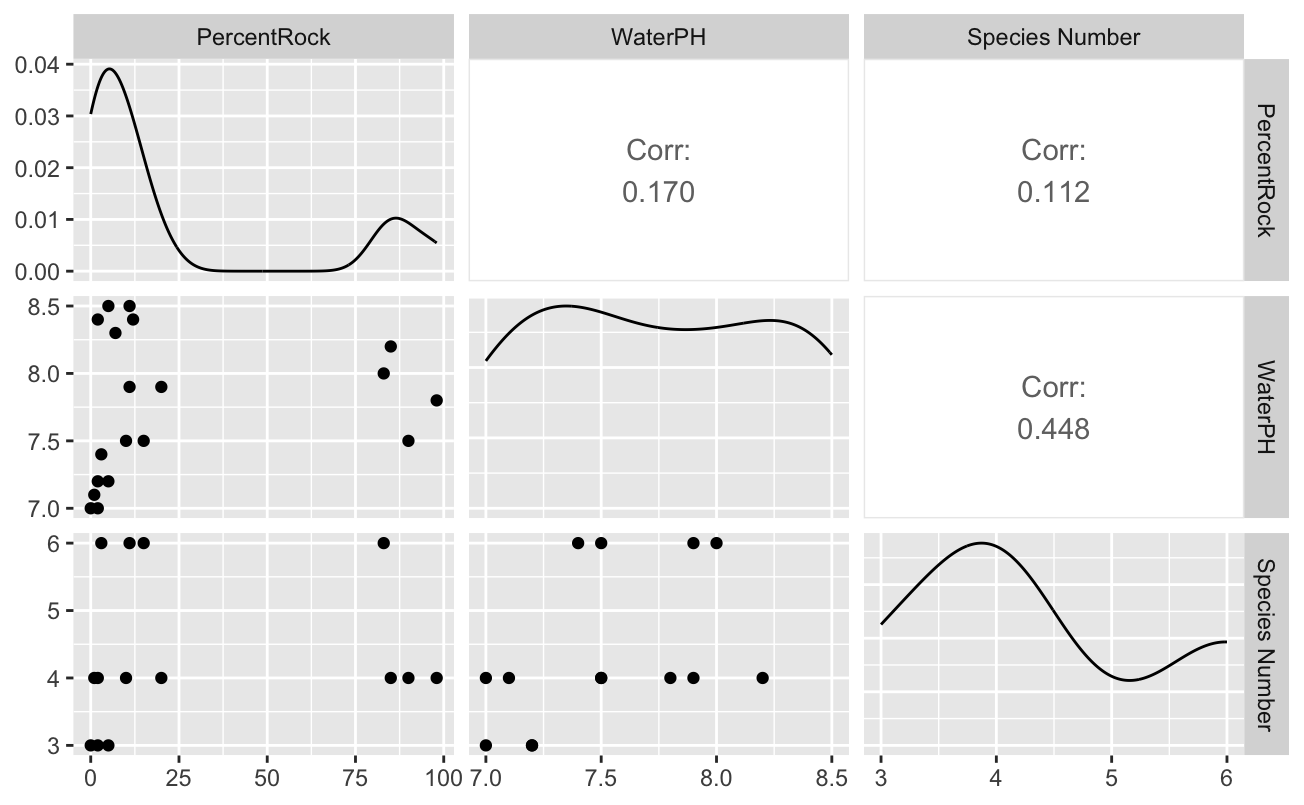 PercentRock
WaterPH
Species Number
0.04
0.03
0.02
0.01
0.00
Corr:
0.170
Corr:
0.112
PercentRock
8.5
8.0
7.5
7.0
Corr:
0.448
WaterPH
6
5
4
3
Species Number
0 25 50 75 100
7.0 7.5 8.0 8.5
3 4 5 6